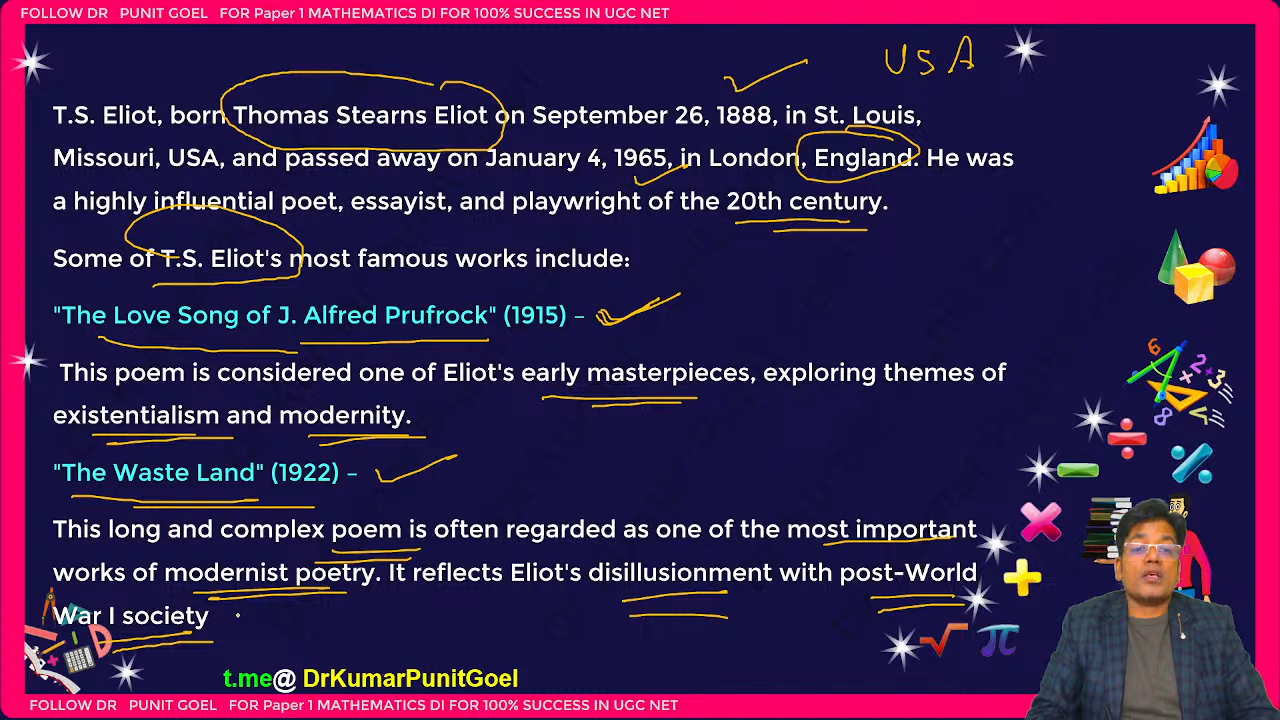 FOLLOW DR PUNIT GOEL FOR Paper 1 MATHEMATICS DI FOR 100% SUCCESS IN UGC NET
USA
T.S. Eliot, born Thomas Stearns Eliot on September 26, 1888, in St. Louis,
Missouri, USA, and passed away on January 4, 1965, in London, England. He was
a highly influential poet, essayist, and playwright of the 20th century.
Some of T.S. Eliot's most famous works include:
"The Love Song of J. Alfred Prufrock" (1915) –
This poem is considered one of Eliot's early masterpieces, exploring themes of
existentialism and modernity.
"The Waste Land" (1922) –
This long and complex poem is often regarded as one of the most important
works of modernist poetry. It reflects Eliot's disillusionment with post-World
War I society
t.me@ DrKumarPunitGoel
FOLLOW DR PUNIT GOEL FOR Paper 1 MATHEMATICS DI FOR 100% SUCCESS IN UGC NET